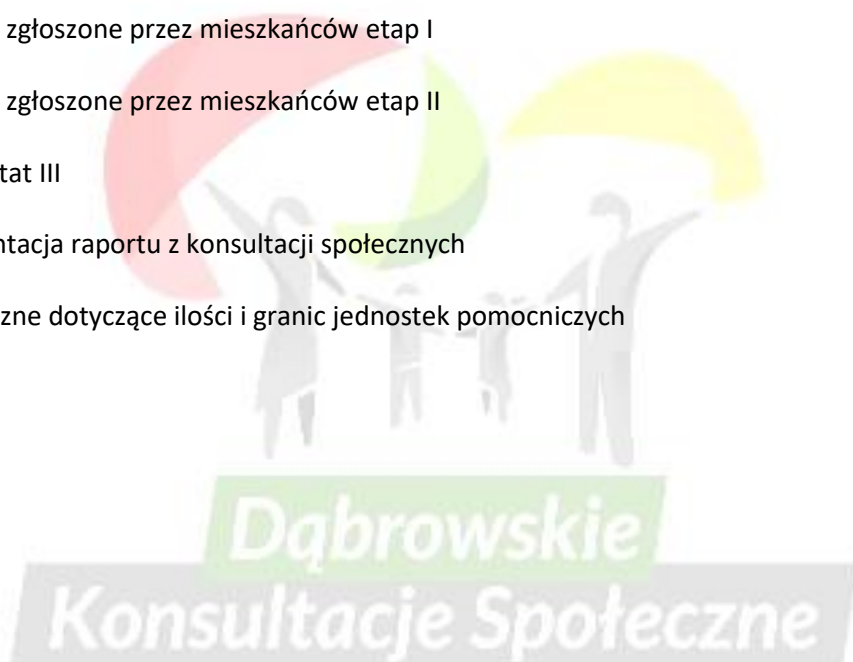 zgłoszone przez mieszkańców etap I
zgłoszone przez mieszkańców etap II
tat III
ntacja raportu z konsultacji społecznych
zne dotyczące ilości i granic jednostek pomocniczych
Dąbrowskie
Konsultacje Społeczne